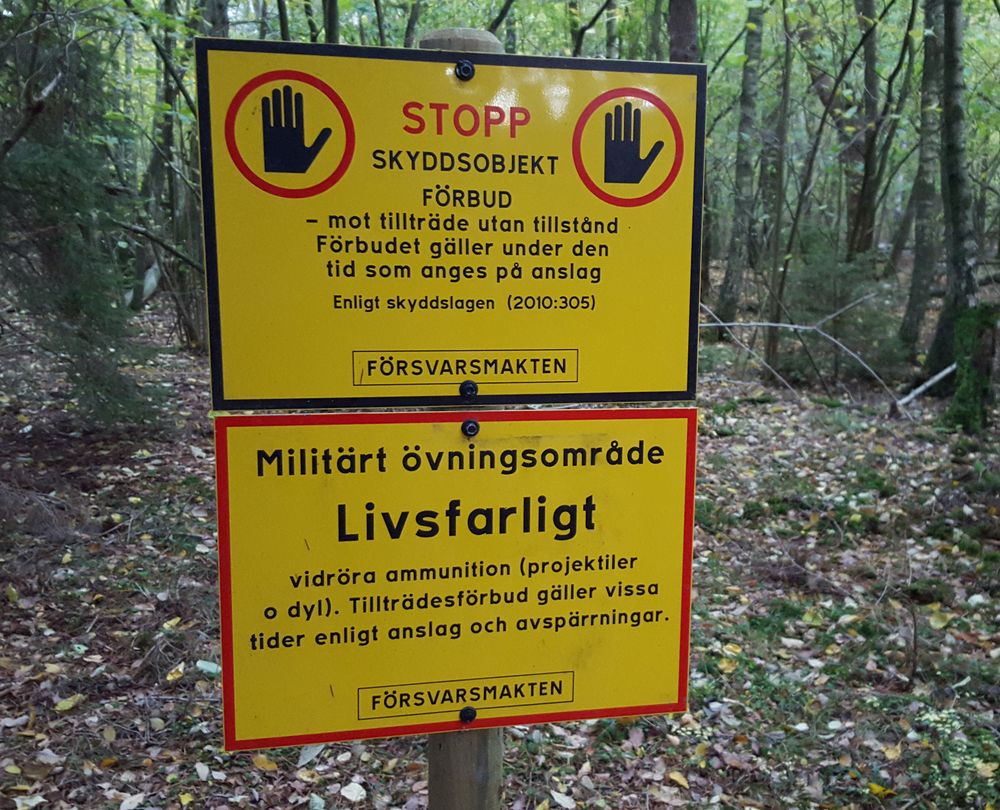 STOPP
SKYDDSOBJEKT
FÖRBUD
– mot tillträde utan tillstånd
Förbudet gäller under den
tid som anges på anslag
Enligt skyddslagen (2010:305)
FÖRSVARSMAKTEN
Militärt övningsområde
Livsfarligt
vidröra ammunition (projektiler
o dyl). Tillträdesförbud gäller vissa
tider enligt anslag och avspärrningar.
FÖRSVARSMAKTEN